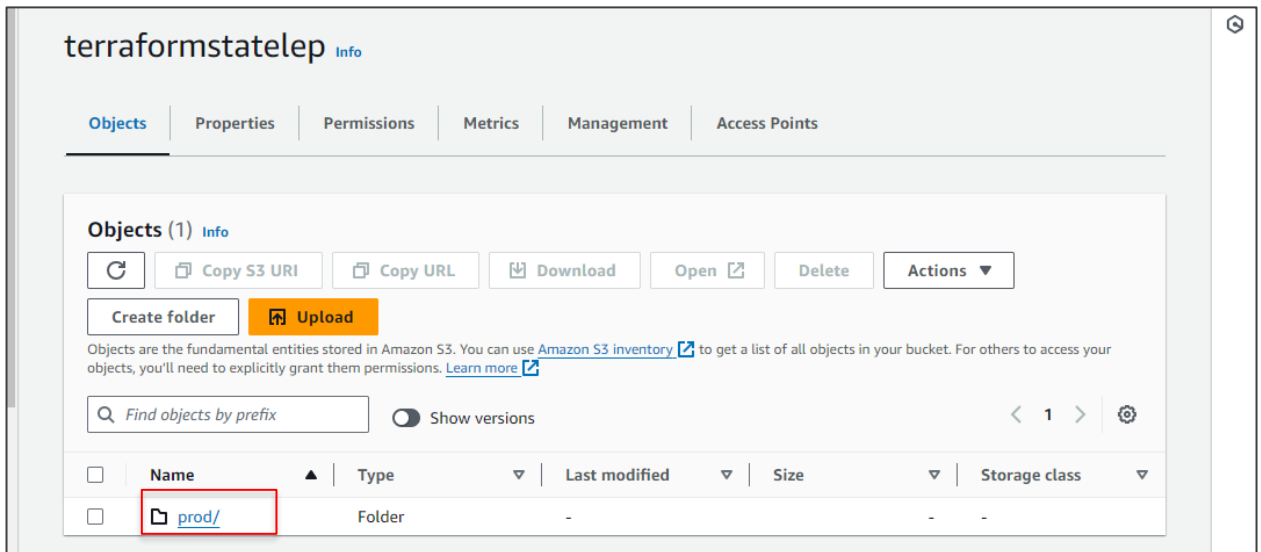 terraformstatelep Info
Objects Properties Permissions Metrics Management Access Points
Objects (1) Info
Copy S3 URI Copy URL Download Open Delete Actions
Create folder Upload
Objects are the fundamental entities stored in Amazon S3. You can use Amazon S3 inventory to get a list of all objects in your bucket. For others to access your
objects, you'll need to explicitly grant them permissions. Learn more
Find objects by prefix Show versions 1
Name Type Last modified Size Storage class
prod/ Folder - - -